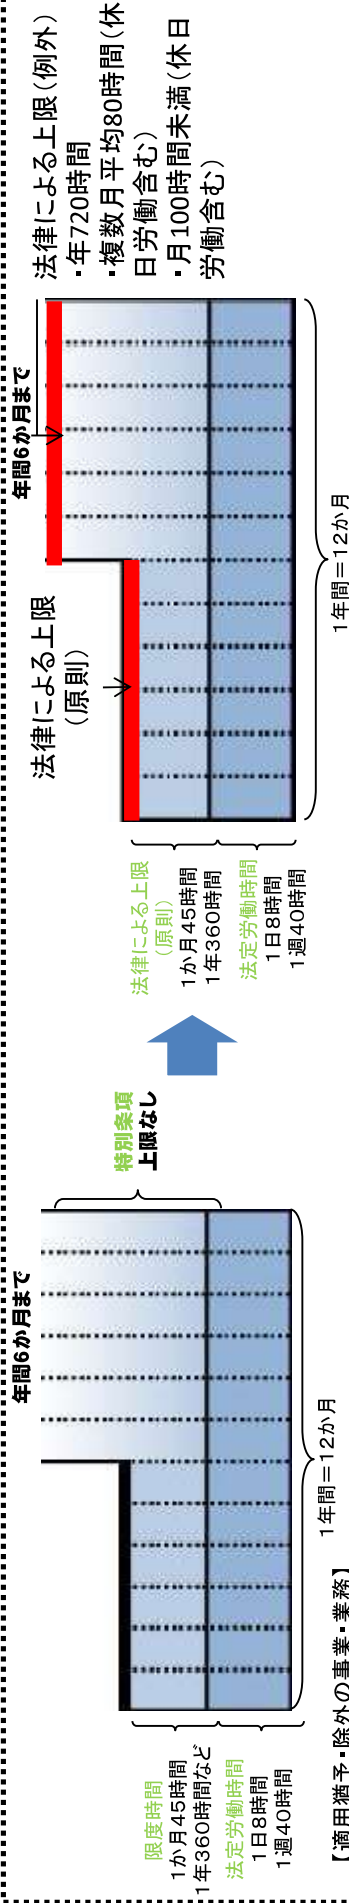 限度時間
1か月45時間
1年360時間など
法定労働時間
1日8時間
1週40時間
年間6か月まで
特別条項
上限なし
1年間=12か月
法律による上限
(原則)
1か月45時間
1年360時間
法定労働時間
1日8時間
1週40時間
法律による上限
(原則)
年間6か月まで
1年間=12か月
法律による上限(例外)
・年720時間
・複数月平均80時間(休
日労働含む)
・月100時間未満(休日
労働含む)
【適用猶予・除外の事業・業務】